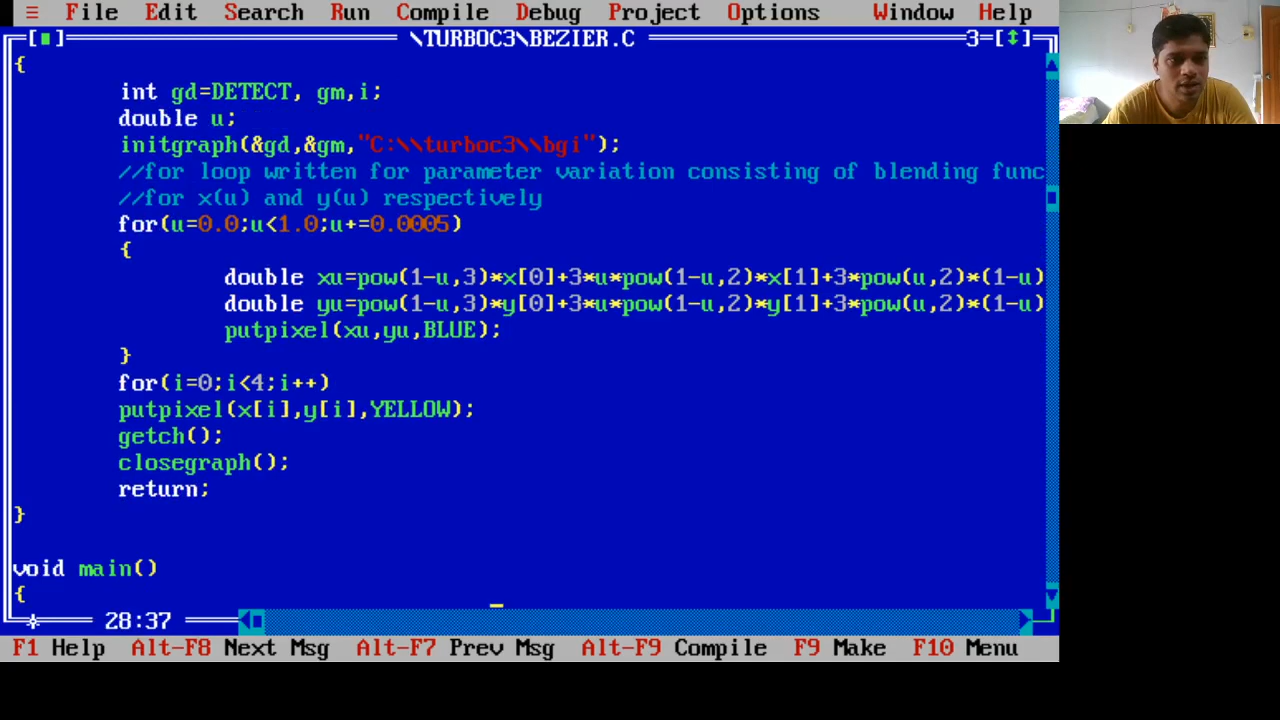 ≡ File Edit Search Run Compile Debug Project Options Window Help
[■] \TURBOC3\BEZIER.C 3=[↕]
{
int gd=DETECT, gm,i;
double u;
initgraph(&gd,&gm,"C:\\turboc3\\bgi");
//for loop written for parameter variation consisting of blending func
//for x(u) and y(u) respectively
for(u=0.0;u<1.0;u+=0.0005)
{
double xu=pow(1-u,3)*x[0]+3*u*pow(1-u,2)*x[1]+3*pow(u,2)*(1-u)
double yu=pow(1-u,3)*y[0]+3*u*pow(1-u,2)*y[1]+3*pow(u,2)*(1-u)
putpixel(xu,yu,BLUE);
}
for(i=0;i<4;i++)
putpixel(x[i],y[i],YELLOW);
getch();
closegraph();
return;
}
void main()
{
28:37
F1 Help Alt-F8 Next Msg Alt-F7 Prev Msg Alt-F9 Compile F9 Make F10 Menu